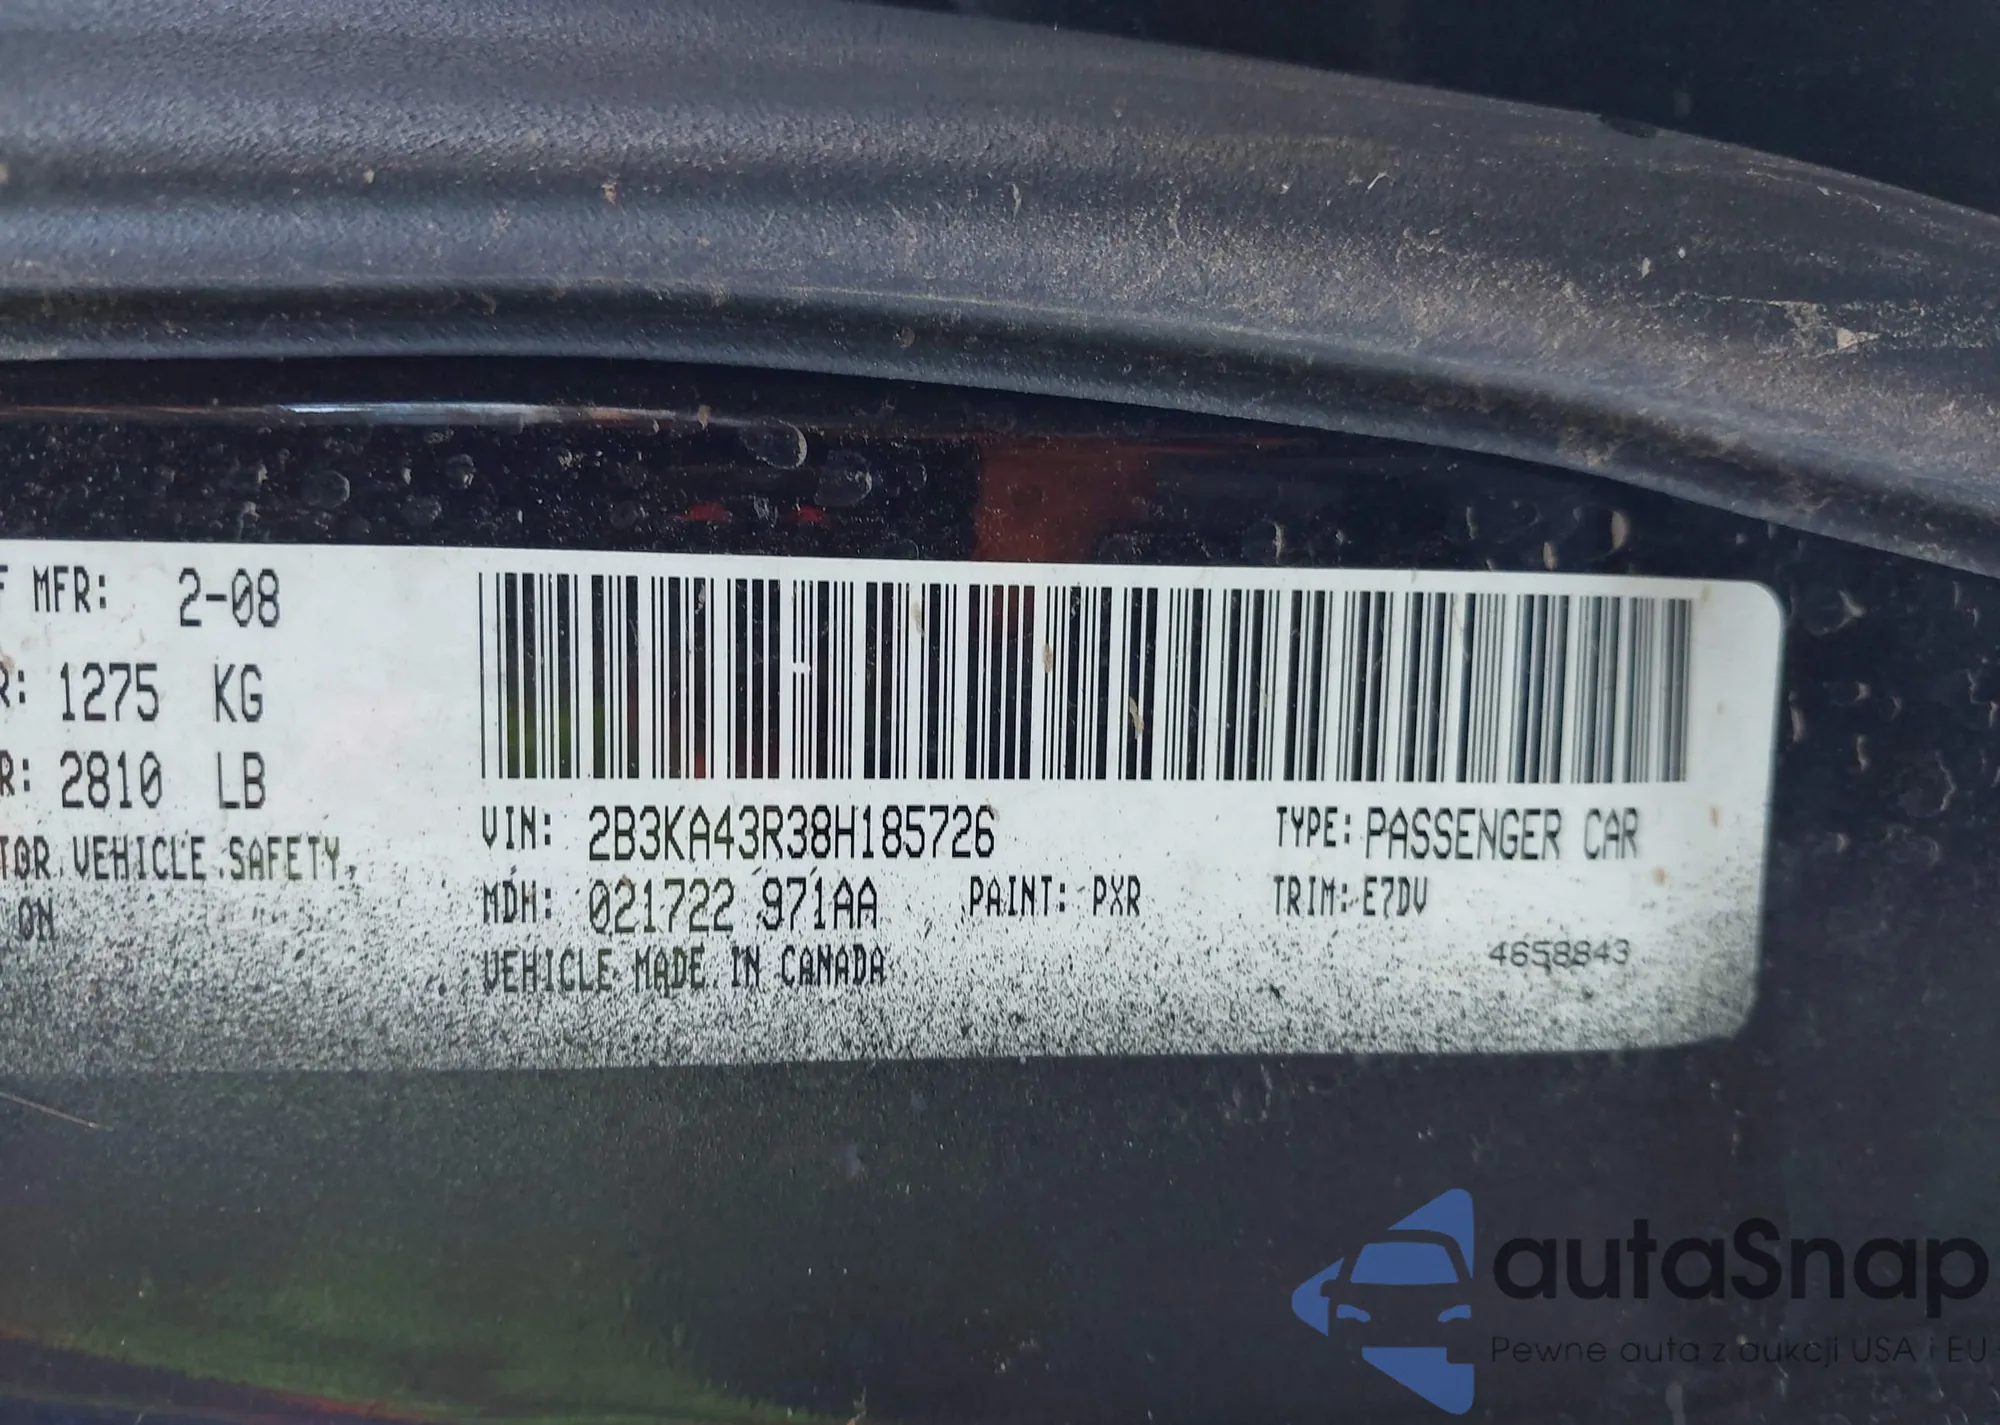 F MFR: 2-08
R: 1275 KG
R: 2810 LB
TOR VEHICLE SAFETY
ON
VIN: 2B3KA43R38H185726
TYPE: PASSENGER CAR
MDH: 021722 971AA
PAINT: PXR
TRIM: E7DV
VEHICLE MADE IN CANADA
4658843
autaSnap
Pewne auta z aukcji USA i EU